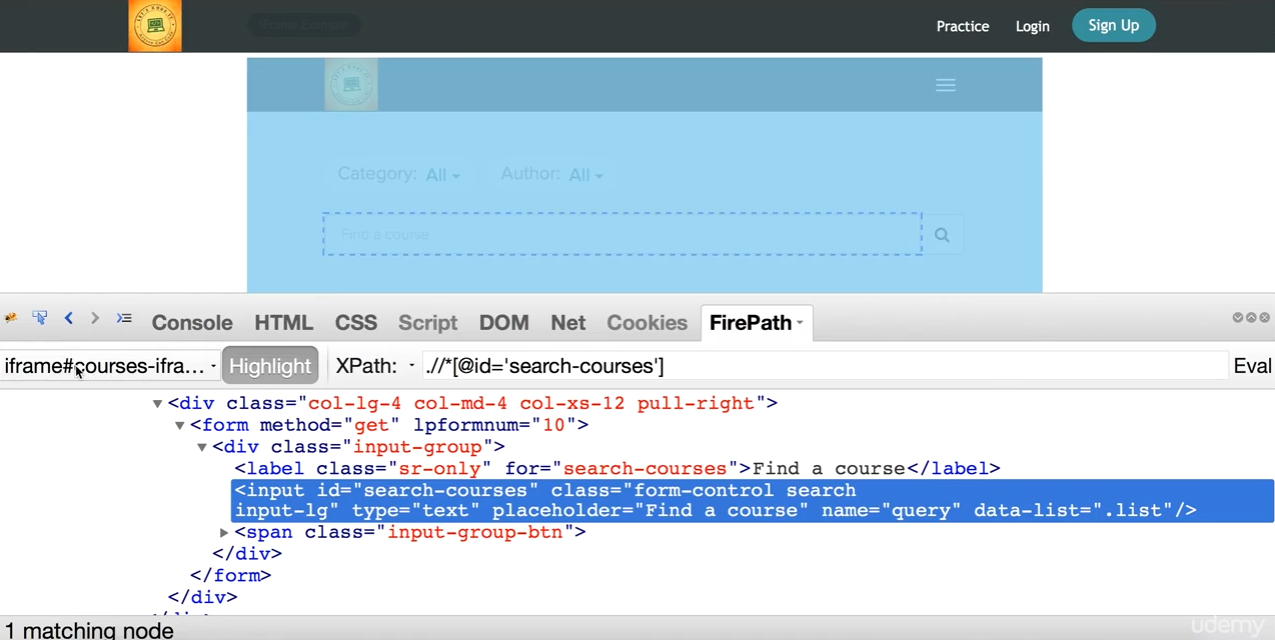 iFrame Example
Practice Login Sign Up
Category: All Author: All
Find a course
Console HTML CSS Script DOM Net Cookies FirePath
iframe#courses-ifra... Highlight XPath: .//*[@id='search-courses'] Eval
<div class="col-lg-4 col-md-4 col-xs-12 pull-right">
<form method="get" lpformnum="10">
<div class="input-group">
<label class="sr-only" for="search-courses">Find a course</label>
<input id="search-courses" class="form-control search
input-lg" type="text" placeholder="Find a course" name="query" data-list=".list"/>
<span class="input-group-btn">
</div>
</form>
</div>
1 matching node
udemy